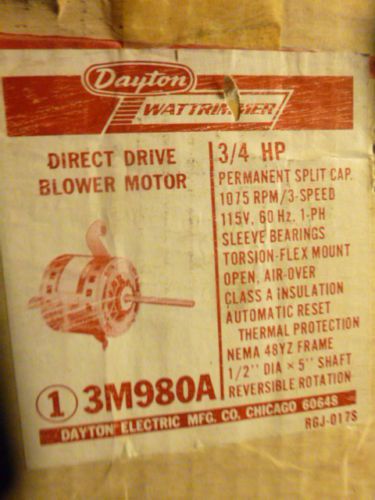 Dayton
WATTRIMMER
DIRECT DRIVE
BLOWER MOTOR
3/4 HP
PERMANENT SPLIT CAP.
1075 RPM/3-SPEED
115V, 60 Hz, 1-PH
SLEEVE BEARINGS
TORSION-FLEX MOUNT
OPEN, AIR-OVER
CLASS A INSULATION
AUTOMATIC RESET
THERMAL PROTECTION
NEMA 48YZ FRAME
1/2" DIA × 5" SHAFT
REVERSIBLE ROTATION
1 3M980A
DAYTON ELECTRIC MFG. CO. CHICAGO 60648
RGJ-017S